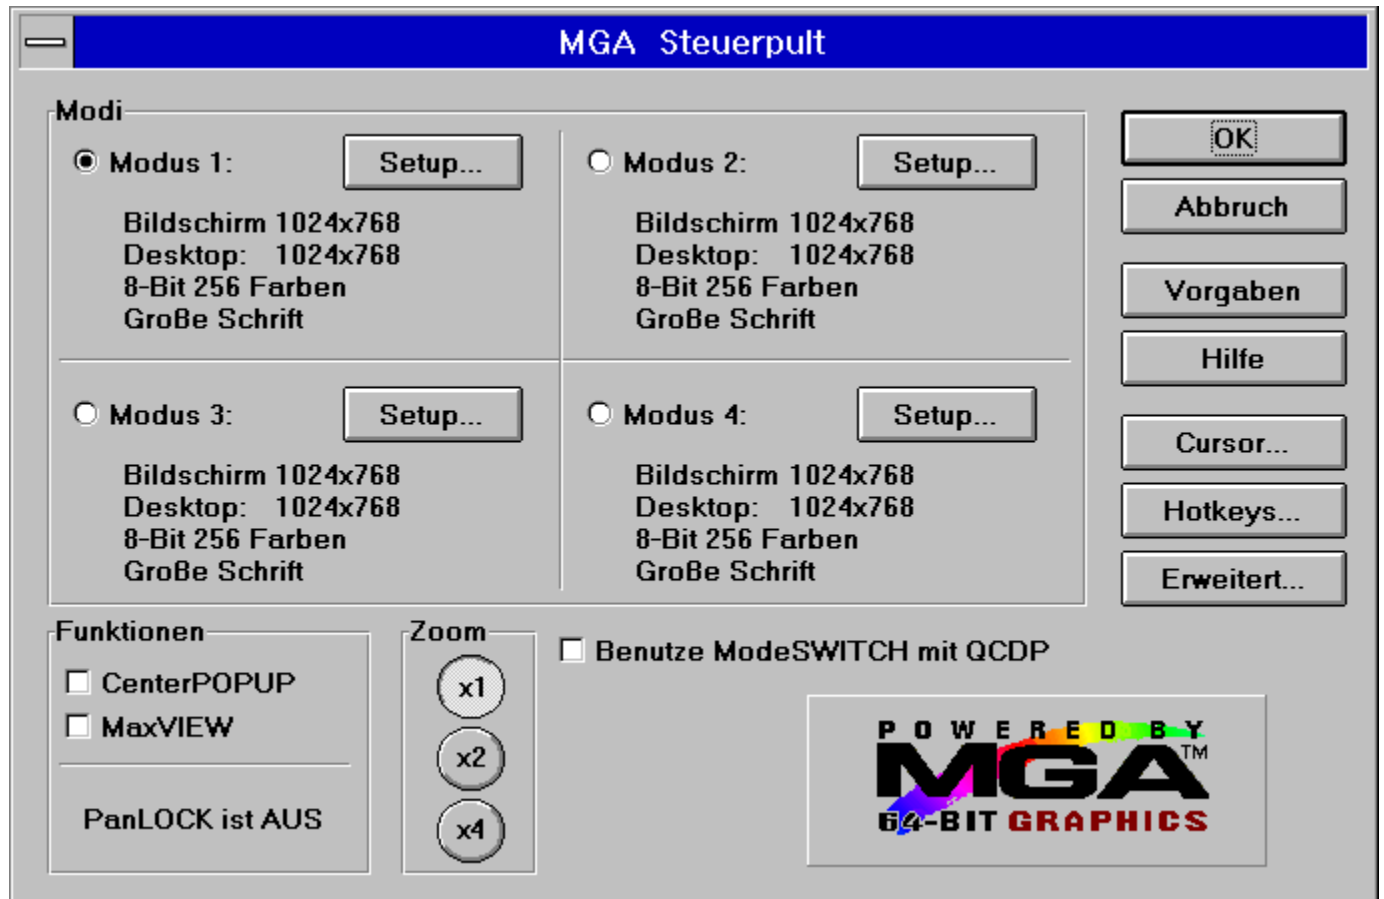 MGA Steuerpult
Modi
Modus 1:
Setup...
Bildschirm 1024x768
Desktop: 1024x768
8-Bit 256 Farben
Große Schrift
Modus 2:
Setup...
Bildschirm 1024x768
Desktop: 1024x768
8-Bit 256 Farben
Große Schrift
Modus 3:
Setup...
Bildschirm 1024x768
Desktop: 1024x768
8-Bit 256 Farben
Große Schrift
Modus 4:
Setup...
Bildschirm 1024x768
Desktop: 1024x768
8-Bit 256 Farben
Große Schrift
OK
Abbruch
Vorgaben
Hilfe
Cursor...
Hotkeys...
Erweitert...
Funktionen
CenterPOPUP
MaxVIEW
PanLOCK ist AUS
Zoom
x1
x2
x4
Benutze ModeSWITCH mit QCDP
POWERED BY
MGA™
64-BIT GRAPHICS